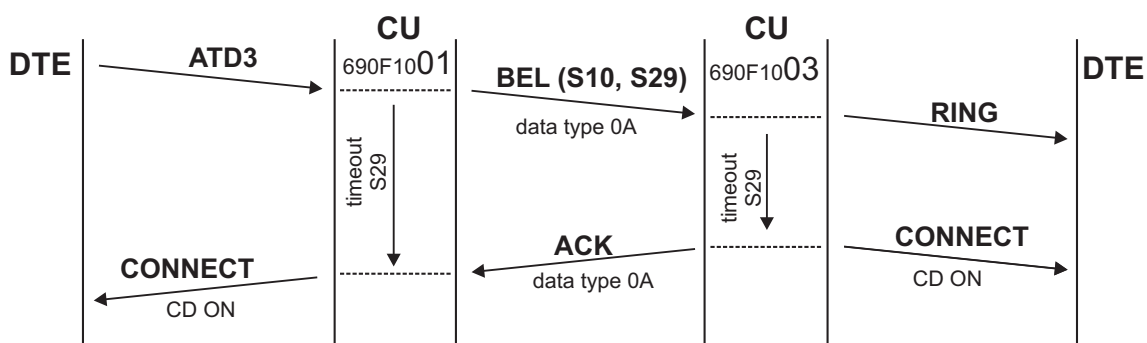 CU
CU
DTE
ATD3
690F1001
BEL (S10, S29)
690F1003
DTE
data type 0A
RING
timeout
S29
timeout
S29
CONNECT
CD ON
ACK
data type 0A
CONNECT
CD ON